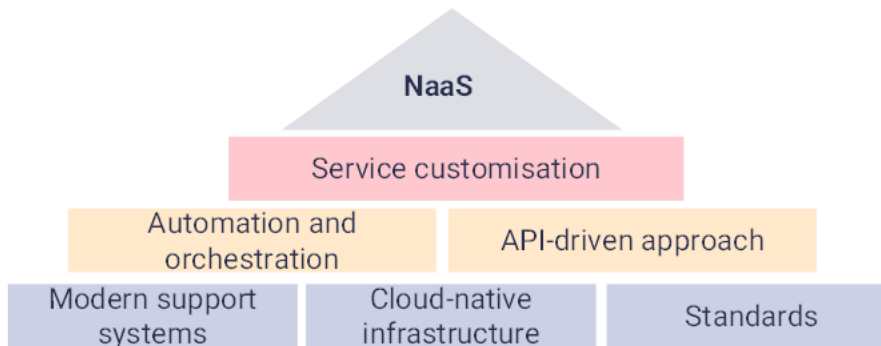 NaaS
Service customisation
Automation and
orchestration
API-driven approach
Modern support
systems
Cloud-native
infrastructure
Standards